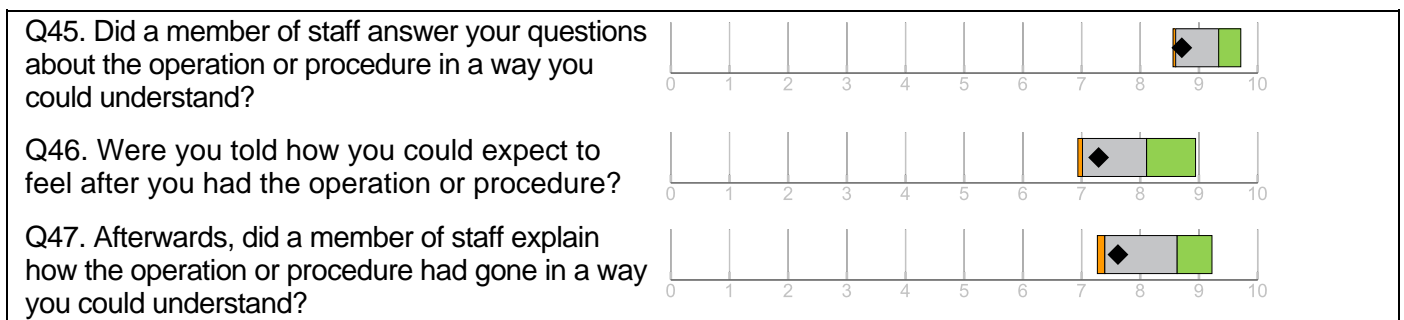 Q45. Did a member of staff answer your questions
about the operation or procedure in a way you
could understand?
0 1 2 3 4 5 6 7 8 9 10
Q46. Were you told how you could expect to
feel after you had the operation or procedure?
0 1 2 3 4 5 6 7 8 9 10
Q47. Afterwards, did a member of staff explain
how the operation or procedure had gone in a way
you could understand?
0 1 2 3 4 5 6 7 8 9 10